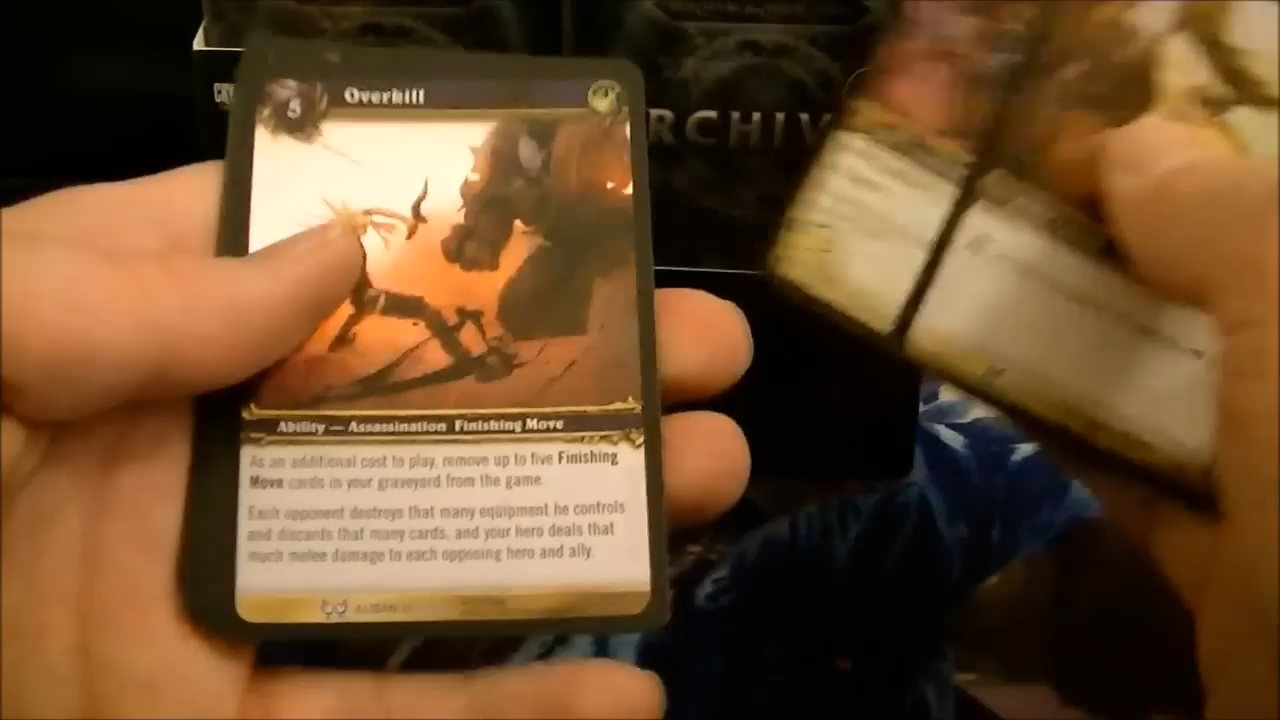 5
Overkill
RCHIV
Ability — Assassination Finishing Move
As an additional cost to play, remove up to five Finishing
Move cards in your graveyard from the game.
Each opponent destroys that many equipment he controls
and discards that many cards, and your hero deals that
much melee damage to each opposing hero and ally.